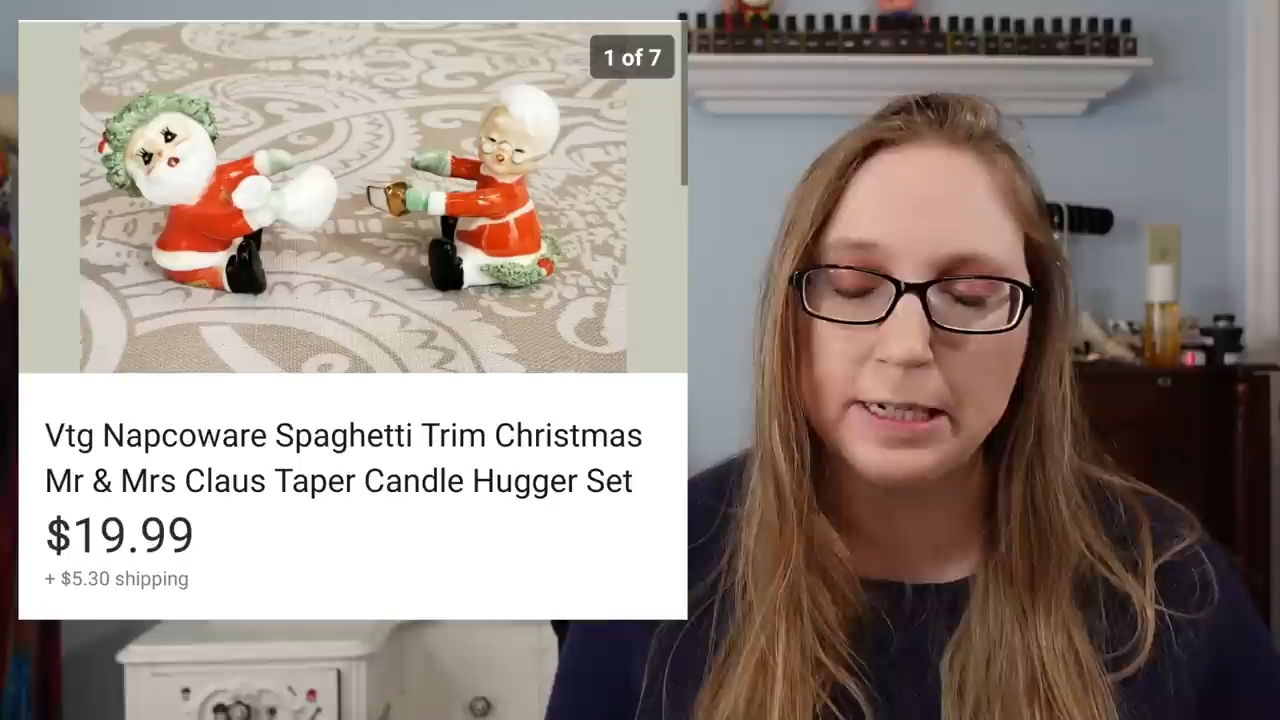 1 of 7
Vtg Napcoware Spaghetti Trim Christmas
Mr & Mrs Claus Taper Candle Hugger Set
$19.99
+ $5.30 shipping